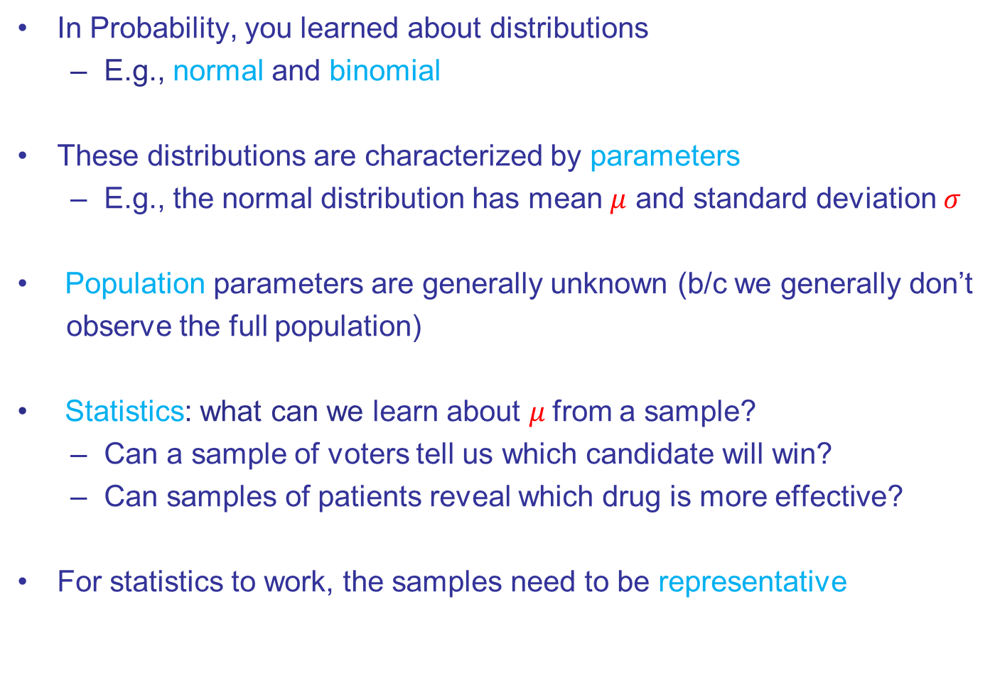 • In Probability, you learned about distributions
– E.g., normal and binomial
• These distributions are characterized by parameters
– E.g., the normal distribution has mean μ and standard deviation σ
• Population parameters are generally unknown (b/c we generally don’t
observe the full population)
• Statistics: what can we learn about μ from a sample?
– Can a sample of voters tell us which candidate will win?
– Can samples of patients reveal which drug is more effective?
• For statistics to work, the samples need to be representative